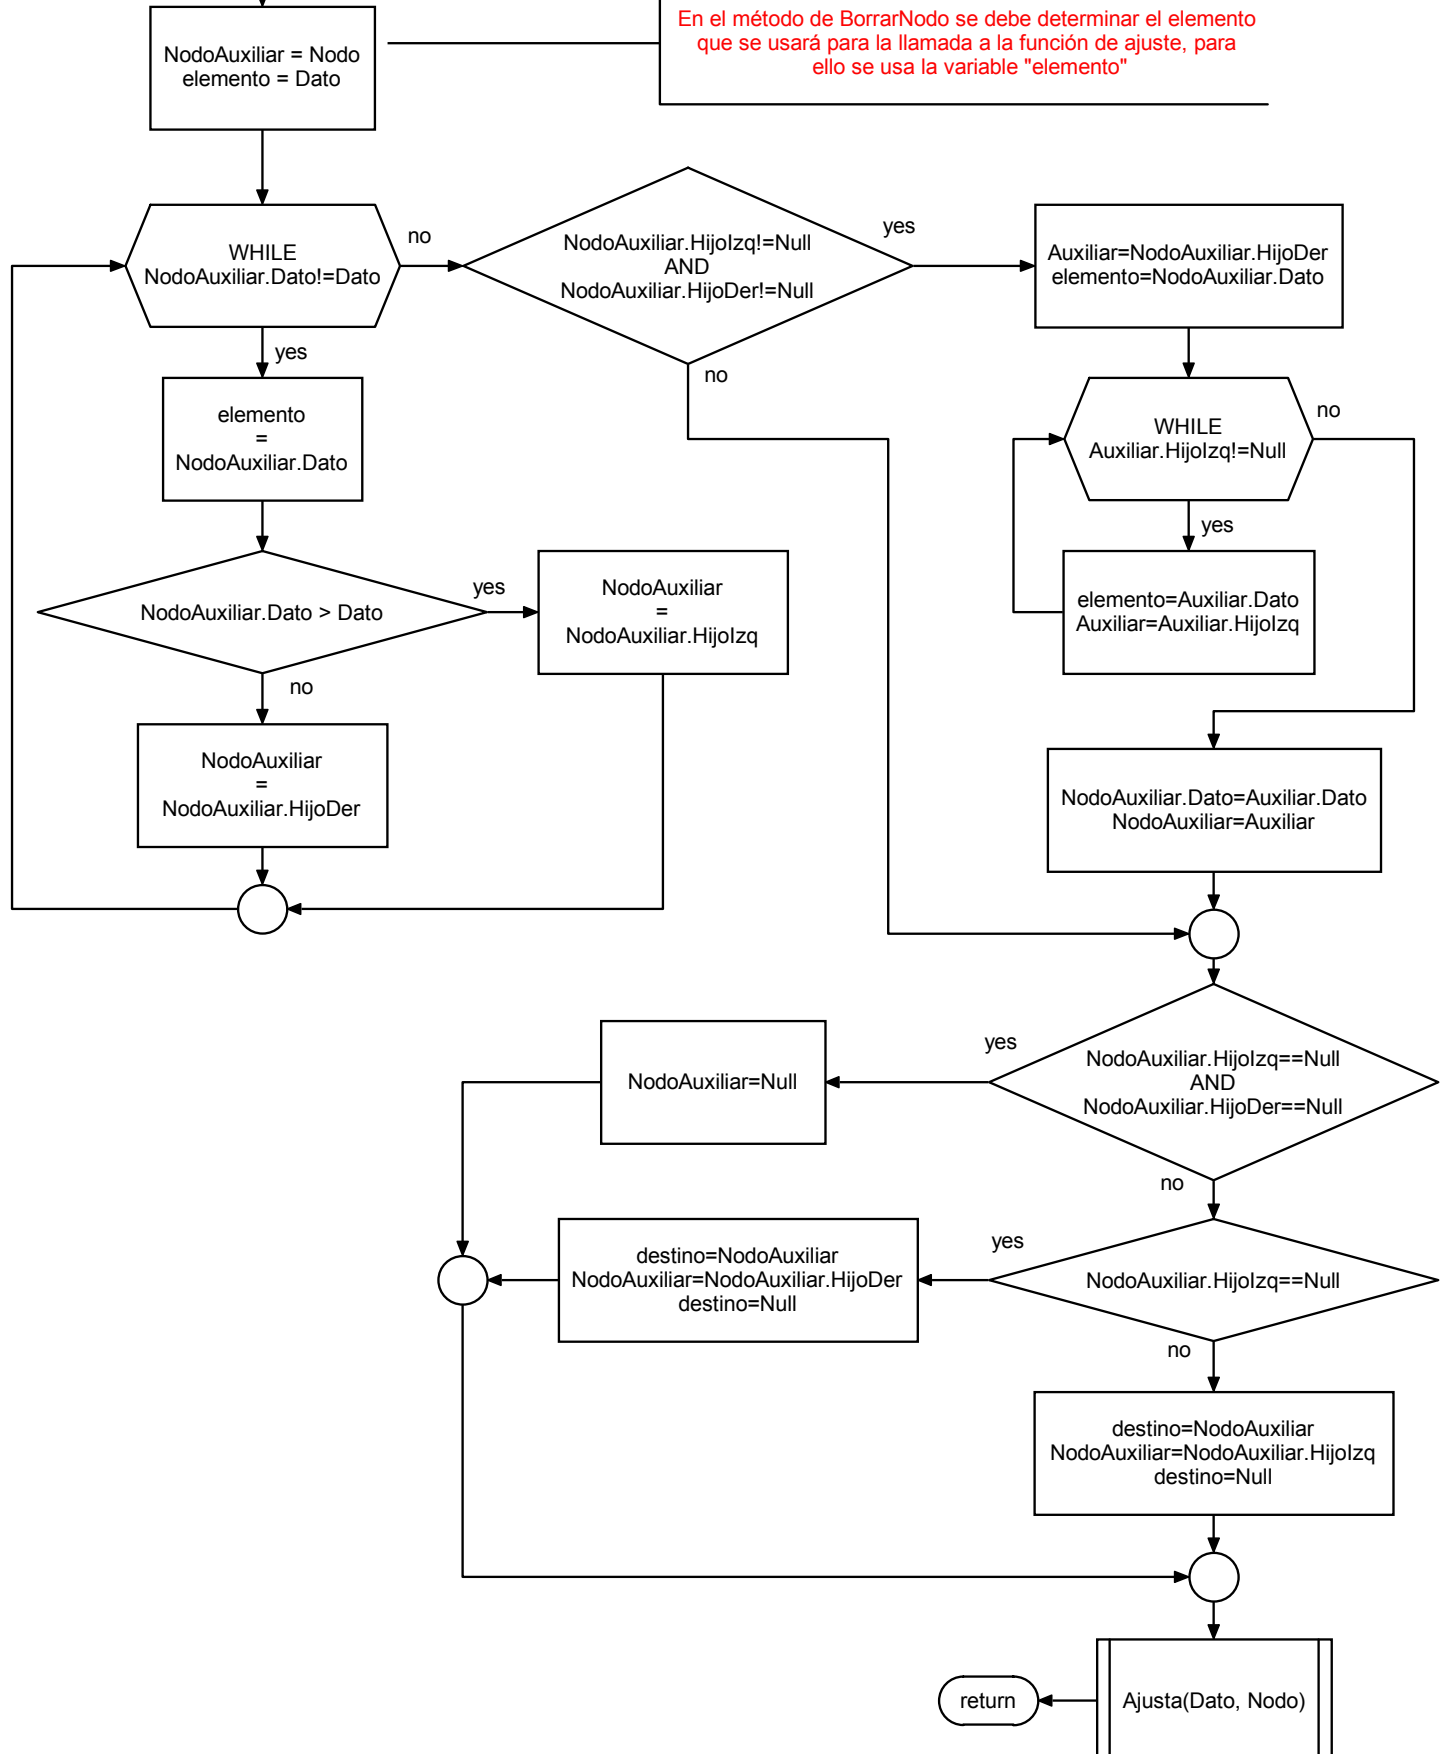 En el método de BorrarNodo se debe determinar el elemento
que se usará para la llamada a la función de ajuste, para
ello se usa la variable "elemento"
NodoAuxiliar = Nodo
elemento = Dato
WHILE
NodoAuxiliar.Dato!=Dato
no
NodoAuxiliar.HijoIzq!=Null
AND
NodoAuxiliar.HijoDer!=Null
yes
Auxiliar=NodoAuxiliar.HijoDer
elemento=NodoAuxiliar.Dato
yes
no
elemento
=
NodoAuxiliar.Dato
WHILE
Auxiliar.HijoIzq!=Null
no
yes
elemento=Auxiliar.Dato
Auxiliar=Auxiliar.HijoIzq
NodoAuxiliar.Dato > Dato
yes
NodoAuxiliar
=
NodoAuxiliar.HijoIzq
no
NodoAuxiliar
=
NodoAuxiliar.HijoDer
NodoAuxiliar.Dato=Auxiliar.Dato
NodoAuxiliar=Auxiliar
NodoAuxiliar.HijoIzq==Null
AND
NodoAuxiliar.HijoDer==Null
yes
NodoAuxiliar=Null
no
NodoAuxiliar.HijoIzq==Null
yes
destino=NodoAuxiliar
NodoAuxiliar=NodoAuxiliar.HijoDer
destino=Null
no
destino=NodoAuxiliar
NodoAuxiliar=NodoAuxiliar.HijoIzq
destino=Null
Ajusta(Dato, Nodo)
return